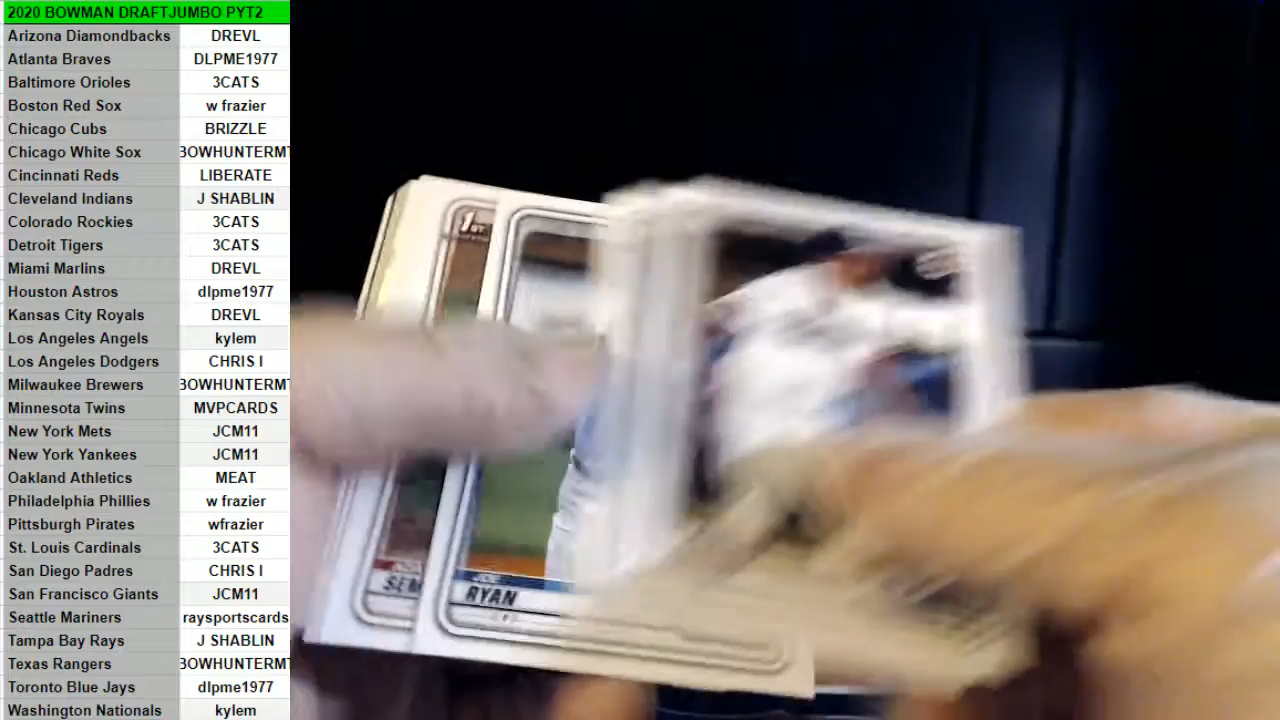 2020 BOWMAN DRAFTJUMBO PYT2
Arizona Diamondbacks DREVL
Atlanta Braves DLPME1977
Baltimore Orioles 3CATS
Boston Red Sox w frazier
Chicago Cubs BRIZZLE
Chicago White Sox BOWHUNTERMT
Cincinnati Reds LIBERATE
Cleveland Indians J SHABLIN
Colorado Rockies 3CATS
Detroit Tigers 3CATS
Miami Marlins DREVL
Houston Astros dlpme1977
Kansas City Royals DREVL
Los Angeles Angels kylem
Los Angeles Dodgers CHRIS I
Milwaukee Brewers BOWHUNTERMT
Minnesota Twins MVPCARDS
New York Mets JCM11
New York Yankees JCM11
Oakland Athletics MEAT
Philadelphia Phillies w frazier
Pittsburgh Pirates wfrazier
St. Louis Cardinals 3CATS
San Diego Padres CHRIS I
San Francisco Giants JCM11
Seattle Mariners raysportscards
Tampa Bay Rays J SHABLIN
Texas Rangers BOWHUNTERMT
Toronto Blue Jays dlpme1977
Washington Nationals kylem
1ST
JOE
RYAN